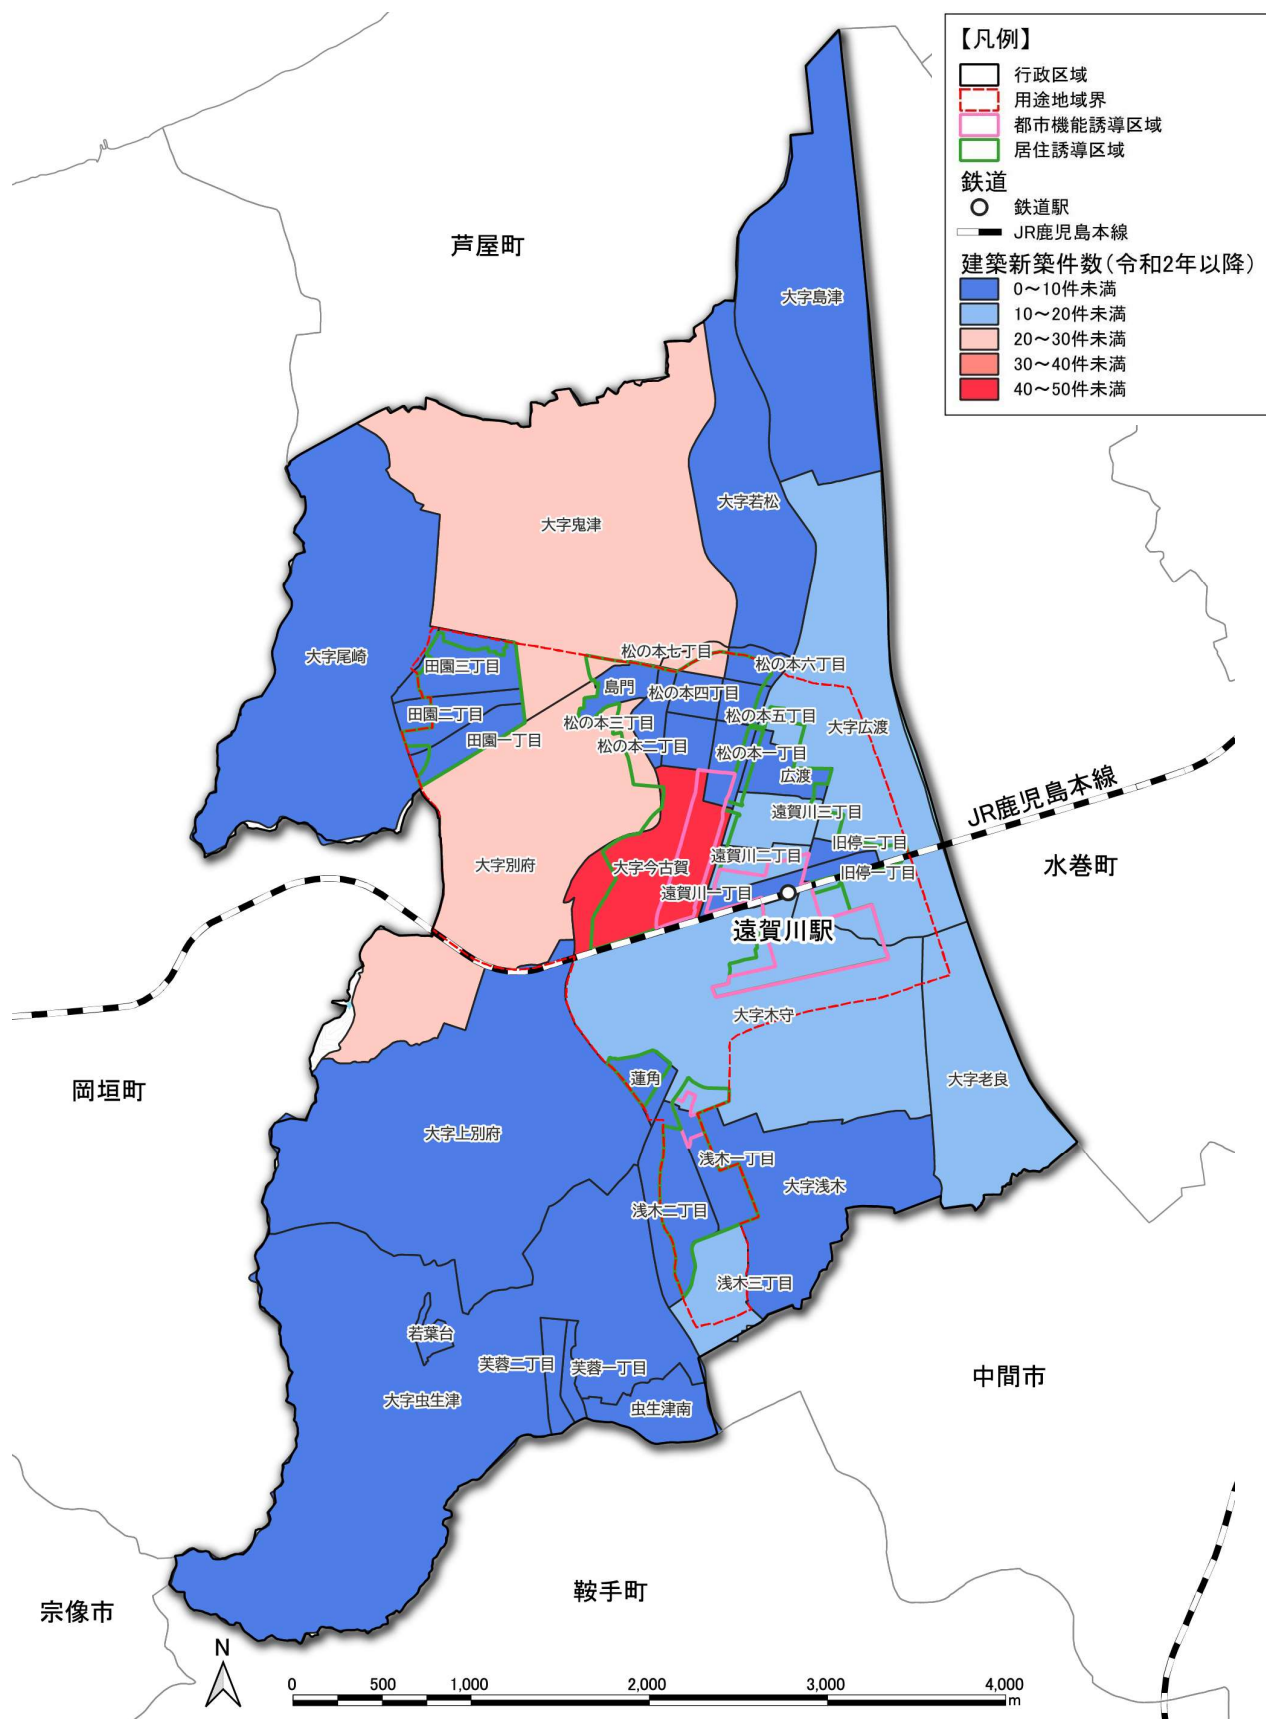 【凡例】
行政区域
用途地域界
都市機能誘導区域
居住誘導区域
鉄道
鉄道駅
JR鹿児島本線
建築新築件数(令和2年以降)
0～10件未満
10～20件未満
20～30件未満
30～40件未満
40～50件未満
芦屋町
大字島津
大字若松
大字鬼津
大字尾崎
松の本七丁目
松の本六丁目
田園三丁目
島門
松の本四丁目
田園二丁目
松の本三丁目
松の本五丁目
大字広渡
田園一丁目
松の本二丁目
松の本一丁目
広渡
JR鹿児島本線
遠賀川三丁目
旧停二丁目
大字別府
大字今古賀
遠賀川二丁目
旧停一丁目
水巻町
遠賀川一丁目
遠賀川駅
大字木守
岡垣町
蓮角
大字老良
大字上別府
浅木一丁目
大字浅木
浅木二丁目
浅木三丁目
若葉台
芙蓉二丁目
芙蓉一丁目
中間市
大字虫生津
虫生津南
鞍手町
宗像市
N
0 500 1,000 2,000 3,000 4,000
m